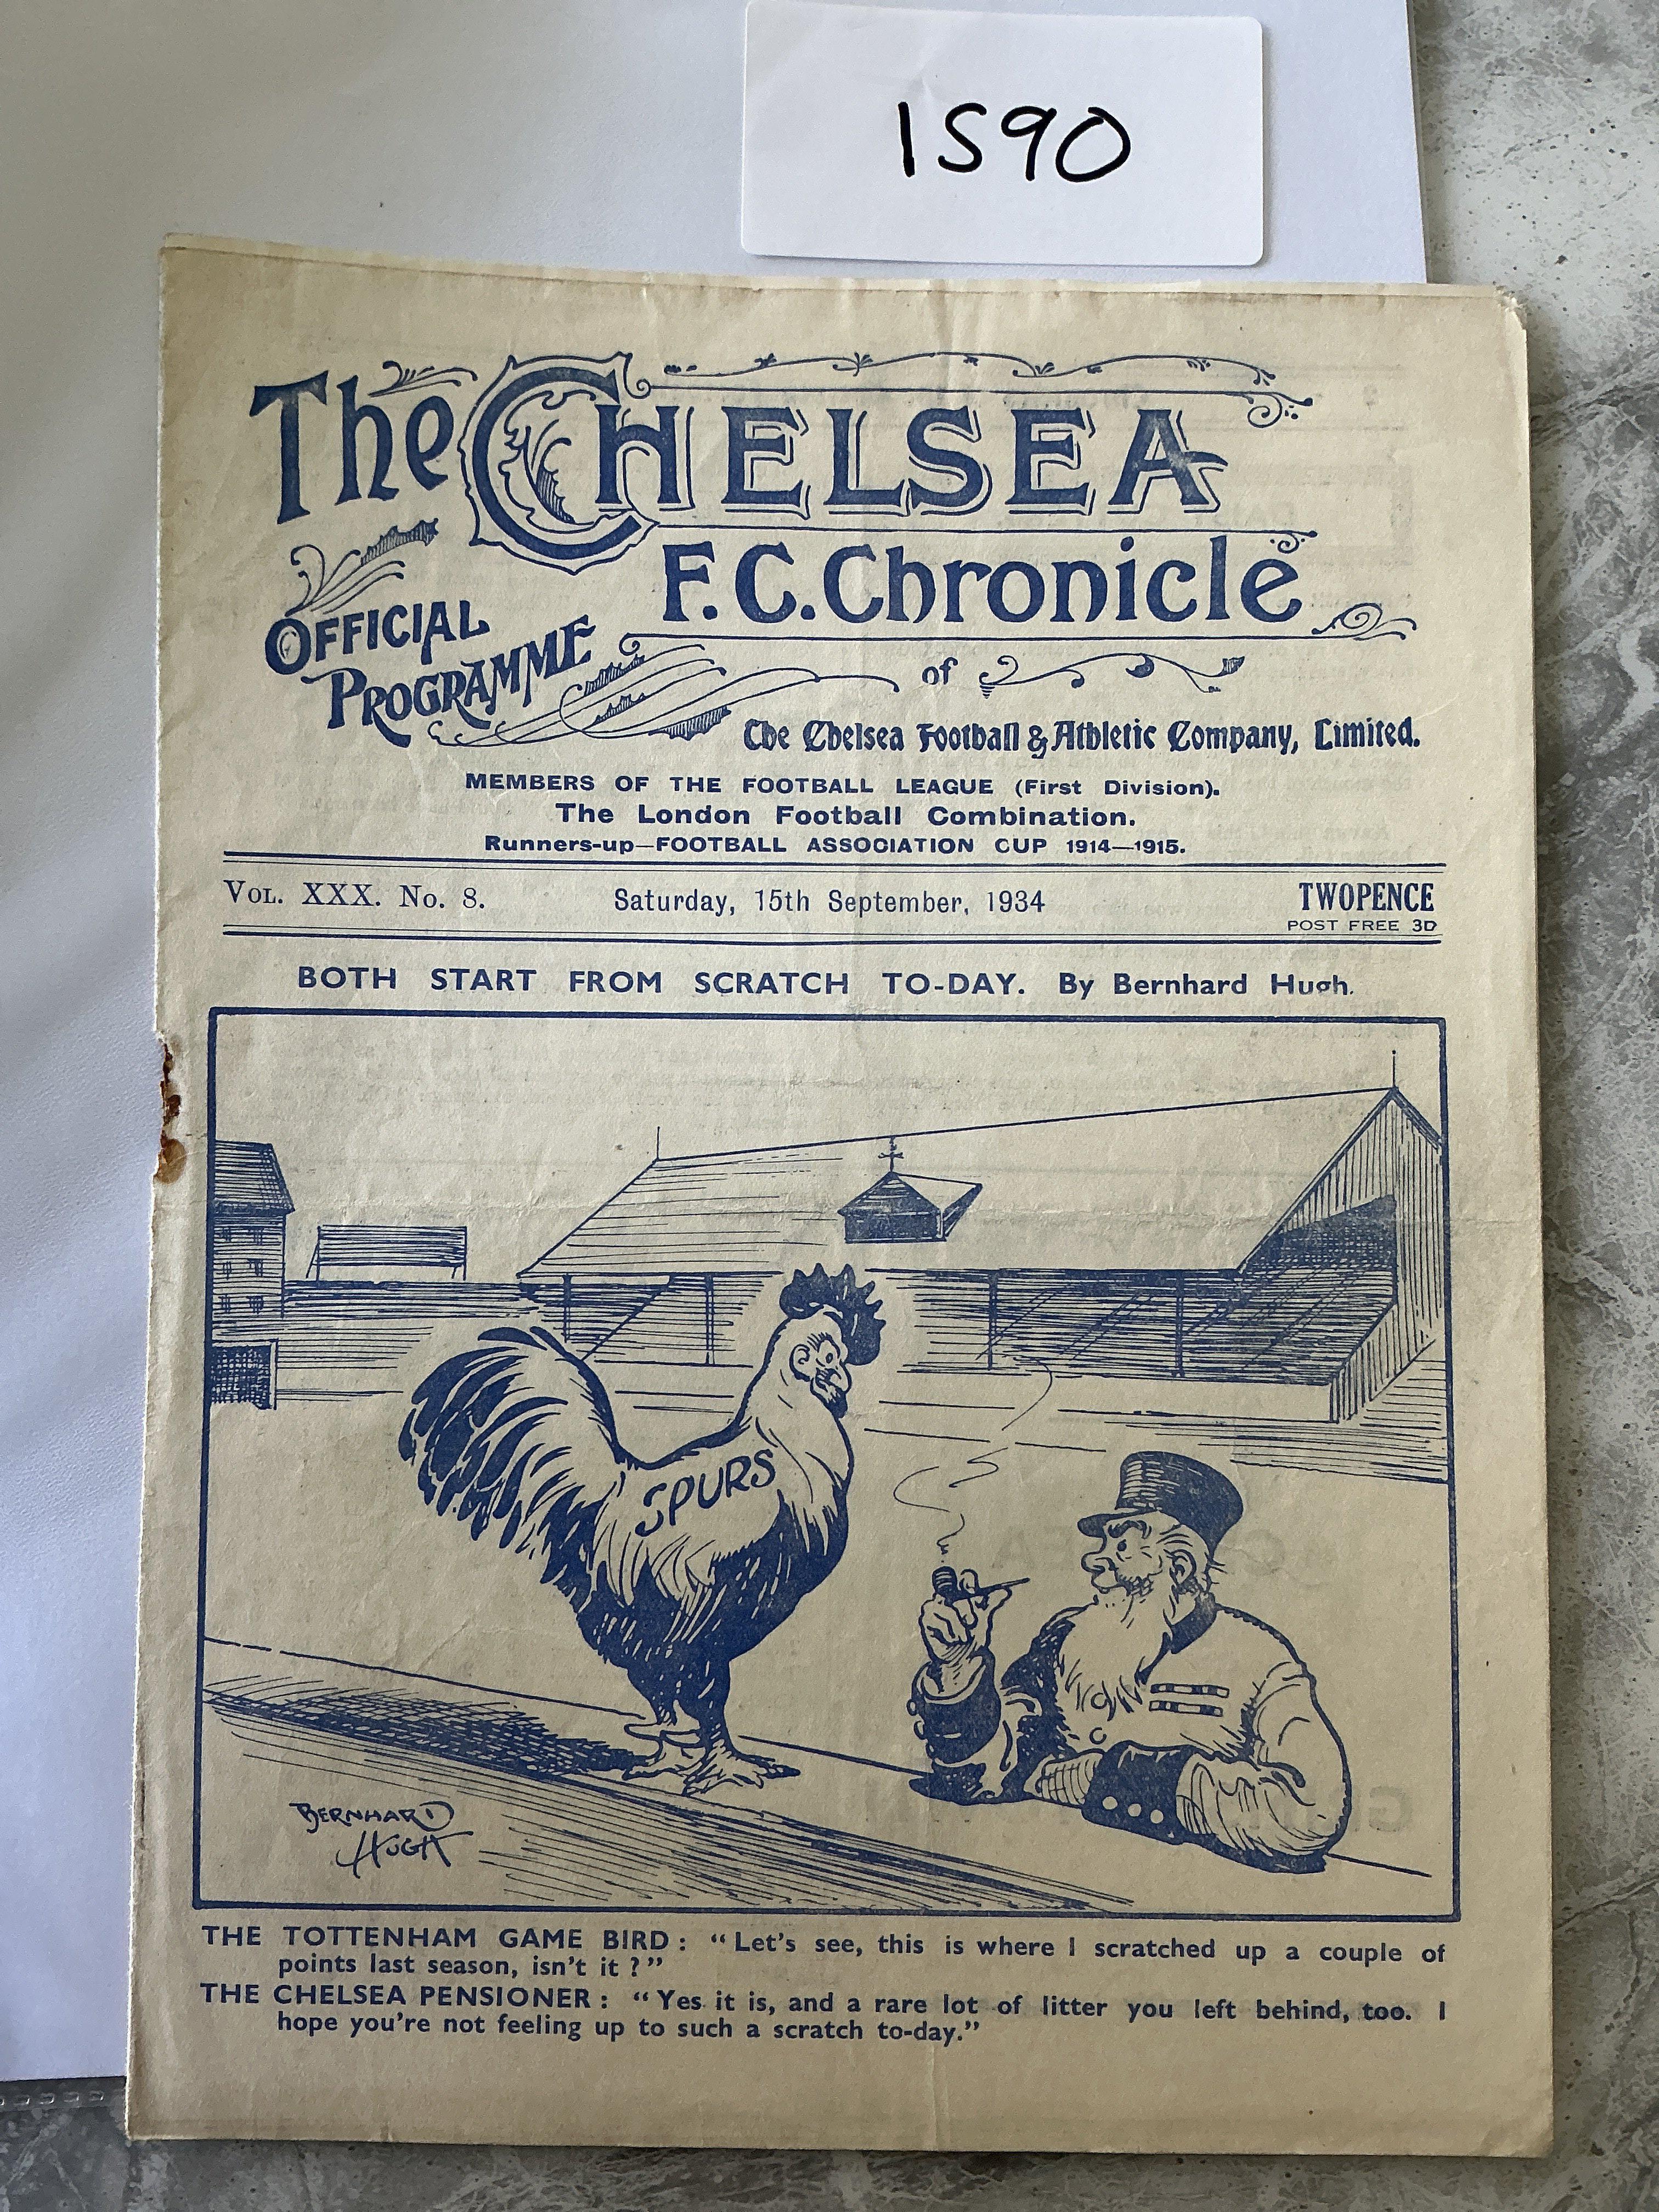 1590
The CHELSEA
F.C. Chronicle
OFFICIAL
PROGRAMME
of
The Chelsea Football & Athletic Company, Limited.
MEMBERS OF THE FOOTBALL LEAGUE (First Division).
The London Football Combination.
Runners-up—FOOTBALL ASSOCIATION CUP 1914—1915.
VOL. XXX. No. 8.   Saturday, 15th September, 1934   TWOPENCE
POST FREE 3D
BOTH START FROM SCRATCH TO-DAY. By Bernhard Hugh.
SPURS
BERNHARD
HUGH
THE TOTTENHAM GAME BIRD: "Let's see, this is where I scratched up a couple of
points last season, isn't it?"
THE CHELSEA PENSIONER: "Yes it is, and a rare lot of litter you left behind, too. I
hope you're not feeling up to such a scratch to-day."